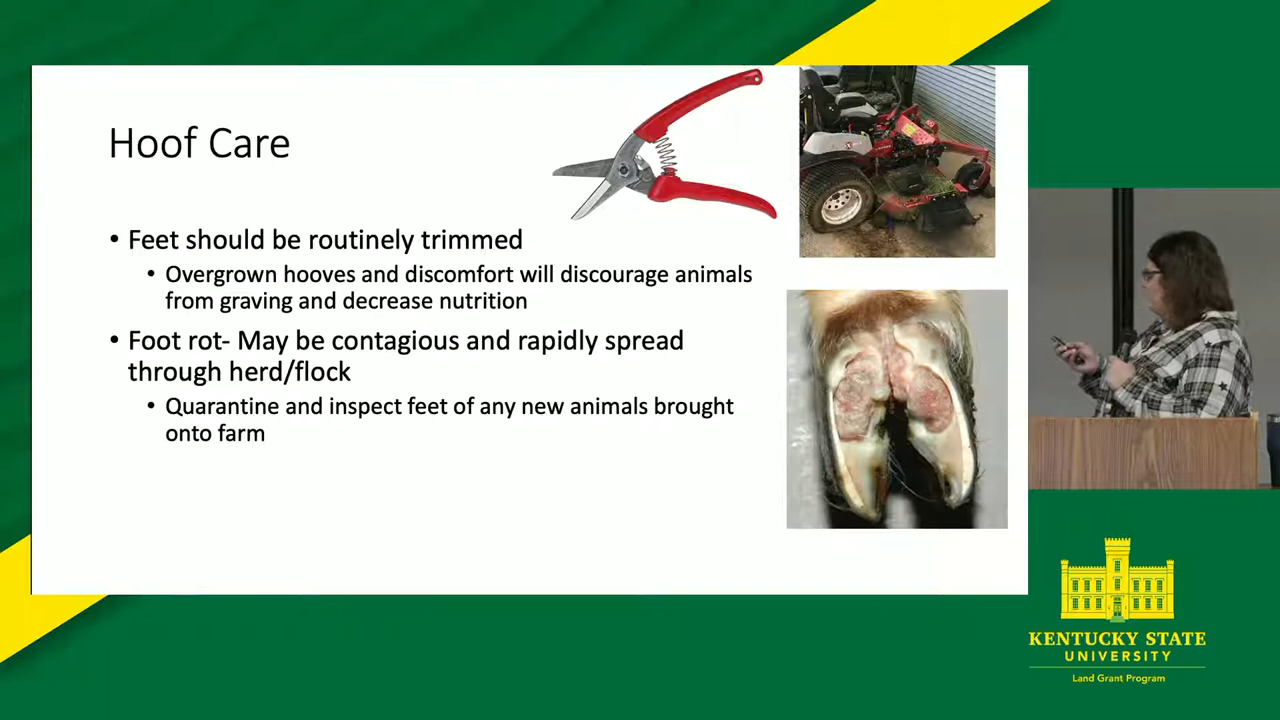 Hoof Care
• Feet should be routinely trimmed
• Overgrown hooves and discomfort will discourage animals
from graving and decrease nutrition
• Foot rot- May be contagious and rapidly spread
through herd/flock
• Quarantine and inspect feet of any new animals brought
onto farm
KENTUCKY STATE
UNIVERSITY
Land Grant Program